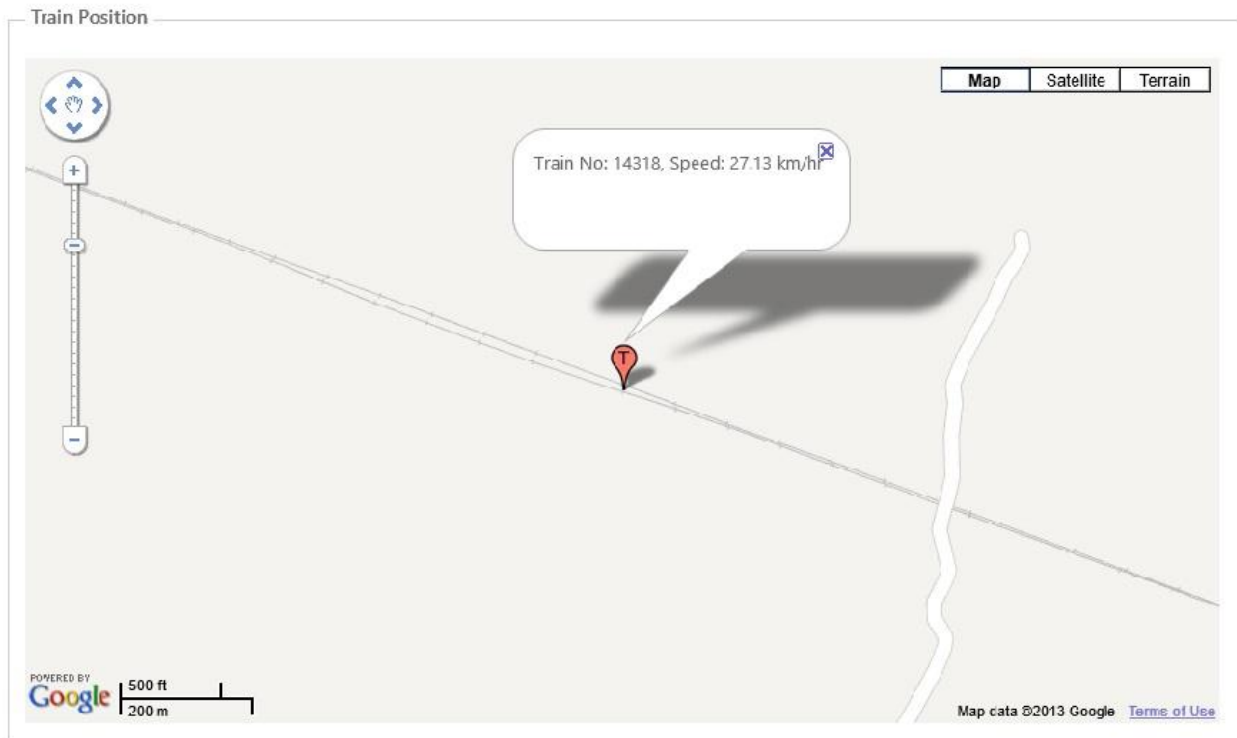 Train Position
Map Satellite Terrain
Train No: 14318, Speed: 27.13 km/hr
T
POWERED BY
Google
500 ft
200 m
Map data ©2013 Google Terms of Use